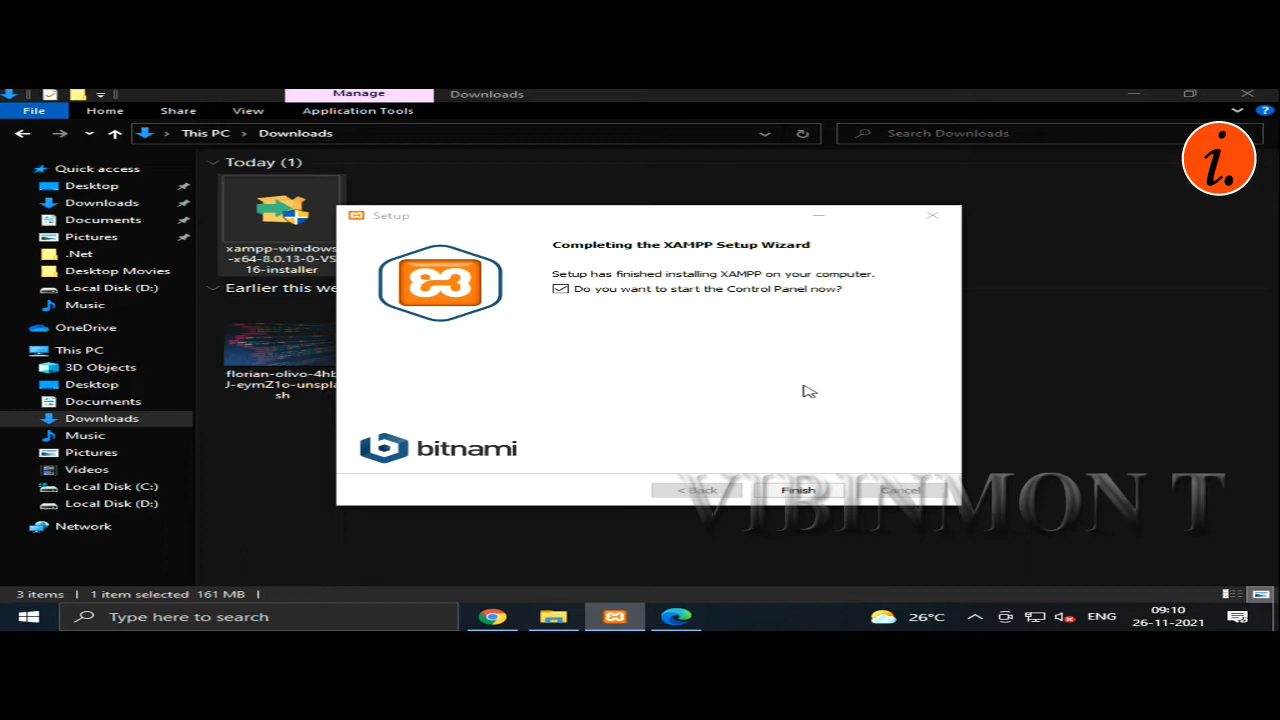 Manage
Downloads
File
Home
Share
View
Application Tools
This PC
Downloads
Search Downloads
i.
Quick access
Desktop
Downloads
Documents
Pictures
.Net
Desktop Movies
Local Disk (D:)
Music
OneDrive
This PC
3D Objects
Desktop
Documents
Downloads
Music
Pictures
Videos
Local Disk (C:)
Local Disk (D:)
Network
Today (1)
xampp-windows
-x64-8.0.13-0-VS
16-installer
Earlier this we
florian-olivo-4hb
J-eymZ1o-unspla
sh
Setup
Completing the XAMPP Setup Wizard
Setup has finished installing XAMPP on your computer.
Do you want to start the Control Panel now?
bitnami
< Back
Finish
Cancel
VIBINMON T
3 items
1 item selected 161 MB
Type here to search
26°C
ENG
09:10
26-11-2021